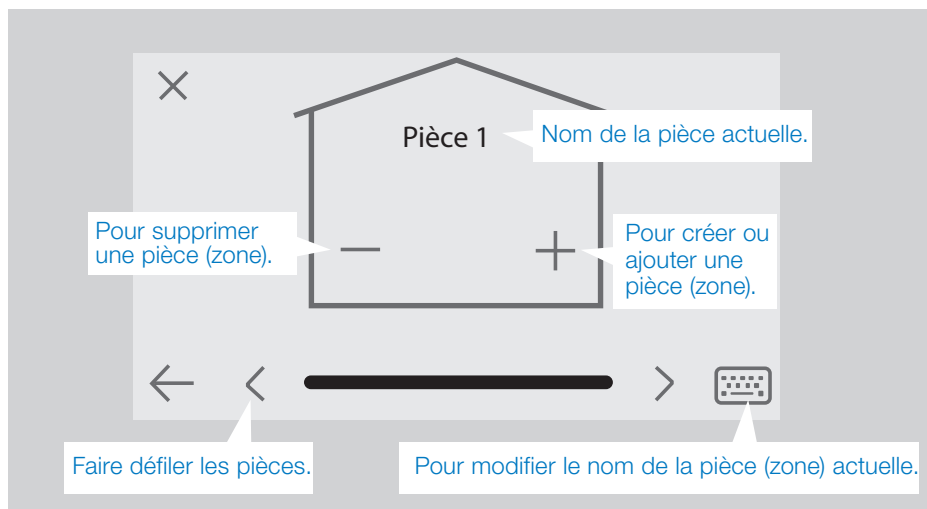 Pièce 1
Nom de la pièce actuelle.
Pour supprimer
une pièce (zone).
Pour créer ou
ajouter une
pièce (zone).
Faire défiler les pièces.
Pour modifier le nom de la pièce (zone) actuelle.